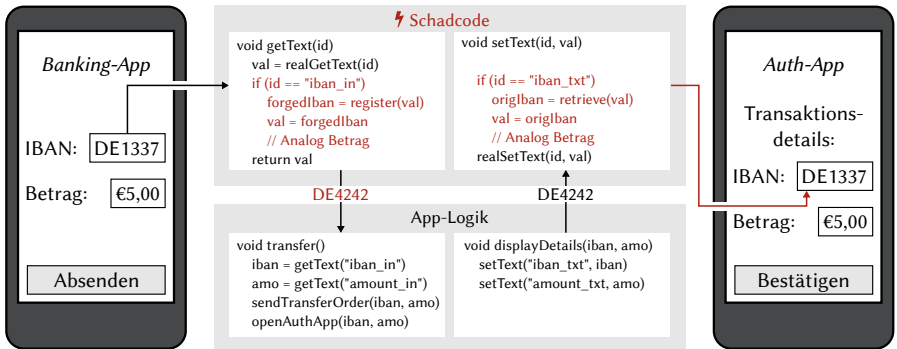 Banking-App
IBAN: DE1337
Betrag: €5,00
Absenden
Schadcode
void getText(id)
val = realGetText(id)
if (id == "iban_in")
forgedIban = register(val)
val = forgedIban
// Analog Betrag
return val
void setText(id, val)
if (id == "iban_txt")
origIban = retrieve(val)
val = origIban
// Analog Betrag
realSetText(id, val)
DE4242
DE4242
App-Logik
void transfer()
iban = getText("iban_in")
amo = getText("amount_in")
sendTransferOrder(iban, amo)
openAuthApp(iban, amo)
void displayDetails(iban, amo)
setText("iban_txt", iban)
setText("amount_txt, amo)
Auth-App
Transaktions-
details:
IBAN: DE1337
Betrag: €5,00
Bestätigen